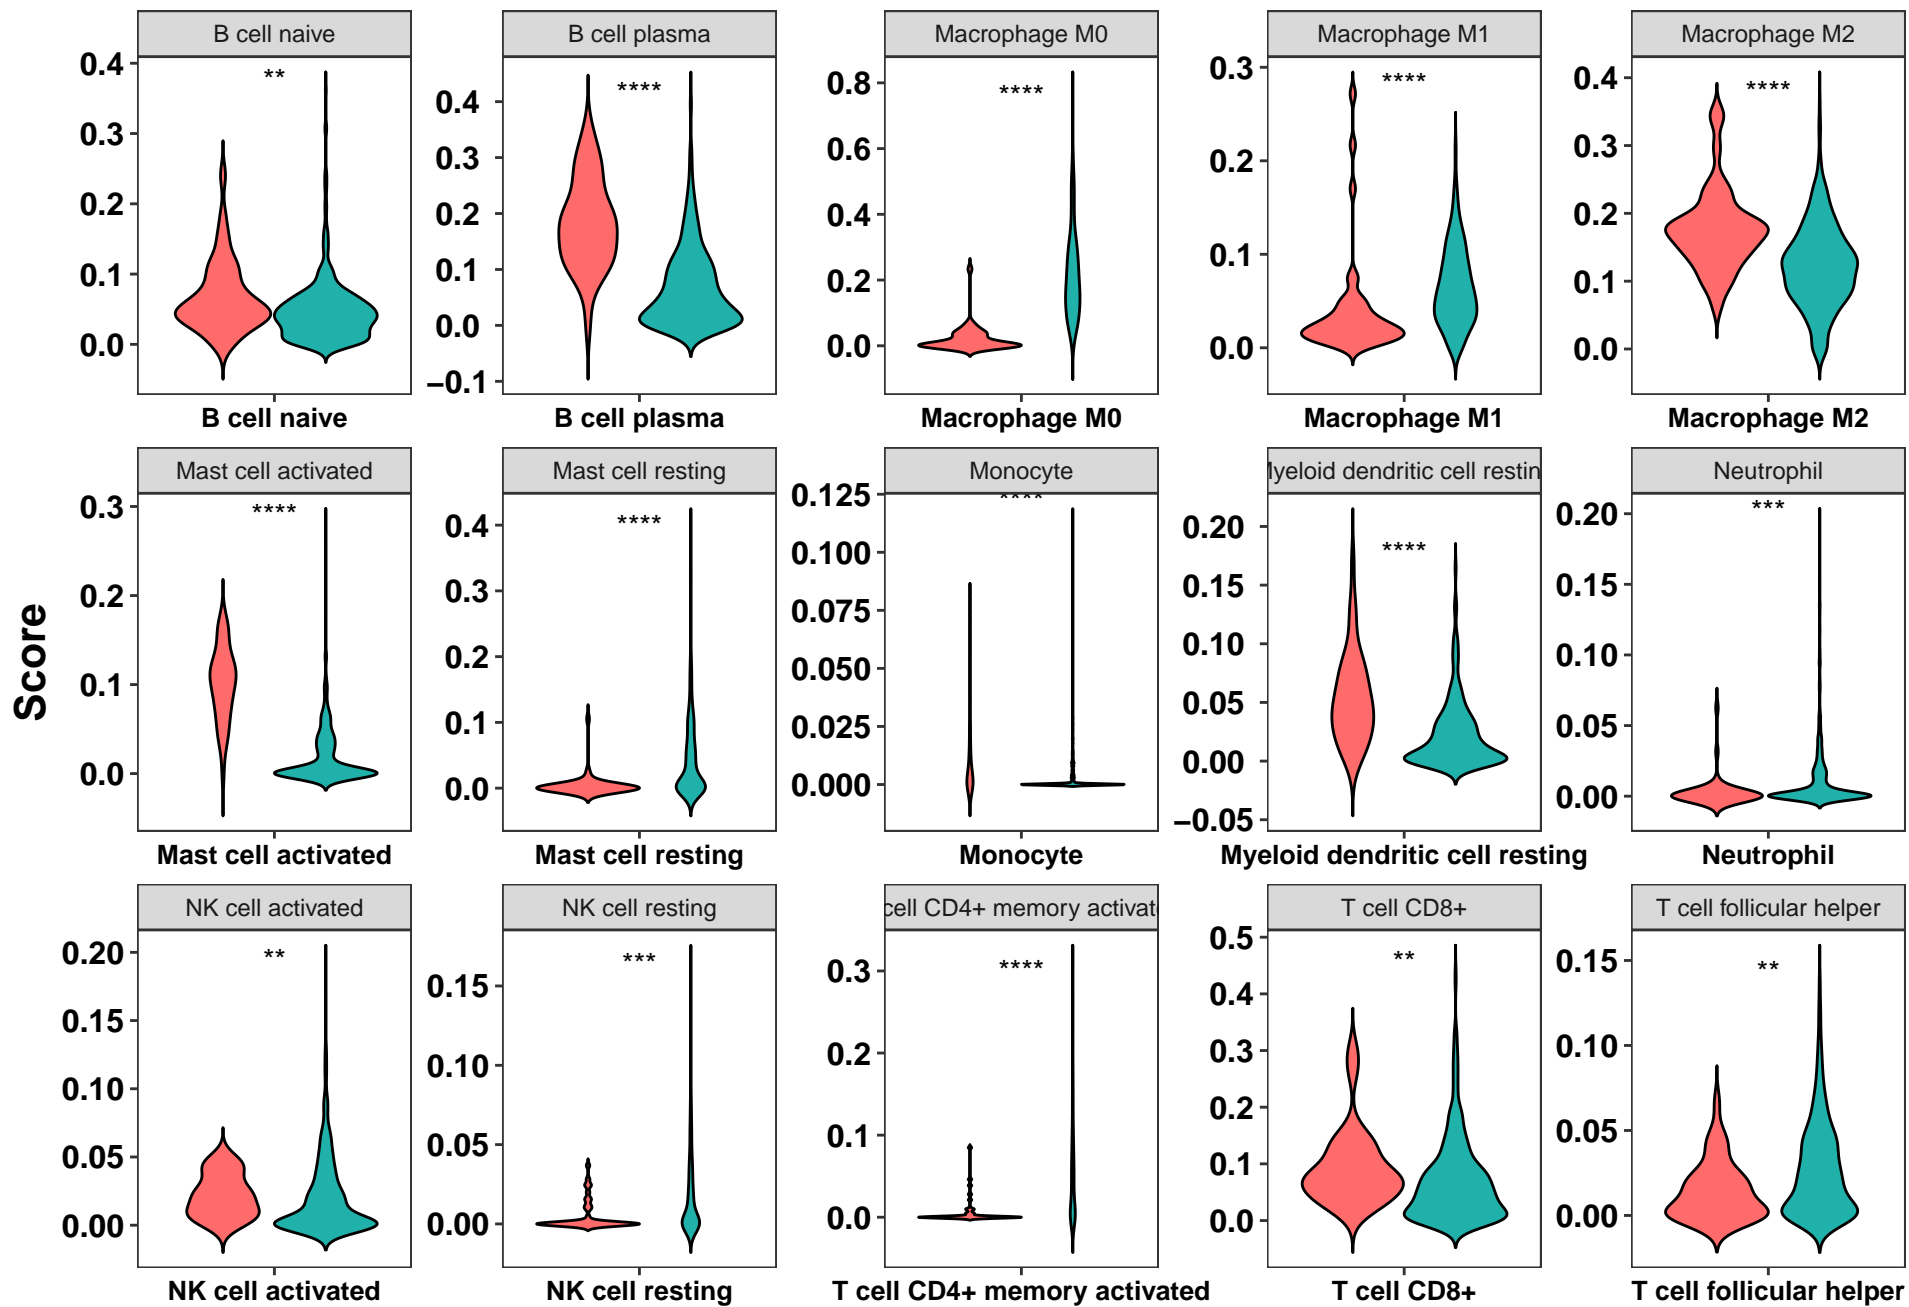 B cell naive
B cell plasma
Macrophage M0
Macrophage M1
Macrophage M2
0.4
0.3
0.2
0.1
0.0
**
0.4
0.3
0.2
0.1
0.0
−0.1
****
0.8
0.6
0.4
0.2
0.0
****
0.3
0.2
0.1
0.0
****
0.4
0.3
0.2
0.1
0.0
****
B cell naive
B cell plasma
Macrophage M0
Macrophage M1
Macrophage M2
Score
Mast cell activated
Mast cell resting
Monocyte
Myeloid dendritic cell restin
Neutrophil
0.3
0.2
0.1
0.0
****
0.4
0.3
0.2
0.1
0.0
****
0.125
0.100
0.075
0.050
0.025
0.000
****
0.20
0.15
0.10
0.05
0.00
−0.05
****
0.20
0.15
0.10
0.05
0.00
***
Mast cell activated
Mast cell resting
Monocyte
Myeloid dendritic cell resting
Neutrophil
NK cell activated
NK cell resting
cell CD4+ memory activat
T cell CD8+
T cell follicular helper
0.20
0.15
0.10
0.05
0.00
**
0.15
0.10
0.05
0.00
***
0.3
0.2
0.1
0.0
****
0.5
0.4
0.3
0.2
0.1
0.0
**
0.15
0.10
0.05
0.00
**
NK cell activated
NK cell resting
T cell CD4+ memory activated
T cell CD8+
T cell follicular helper